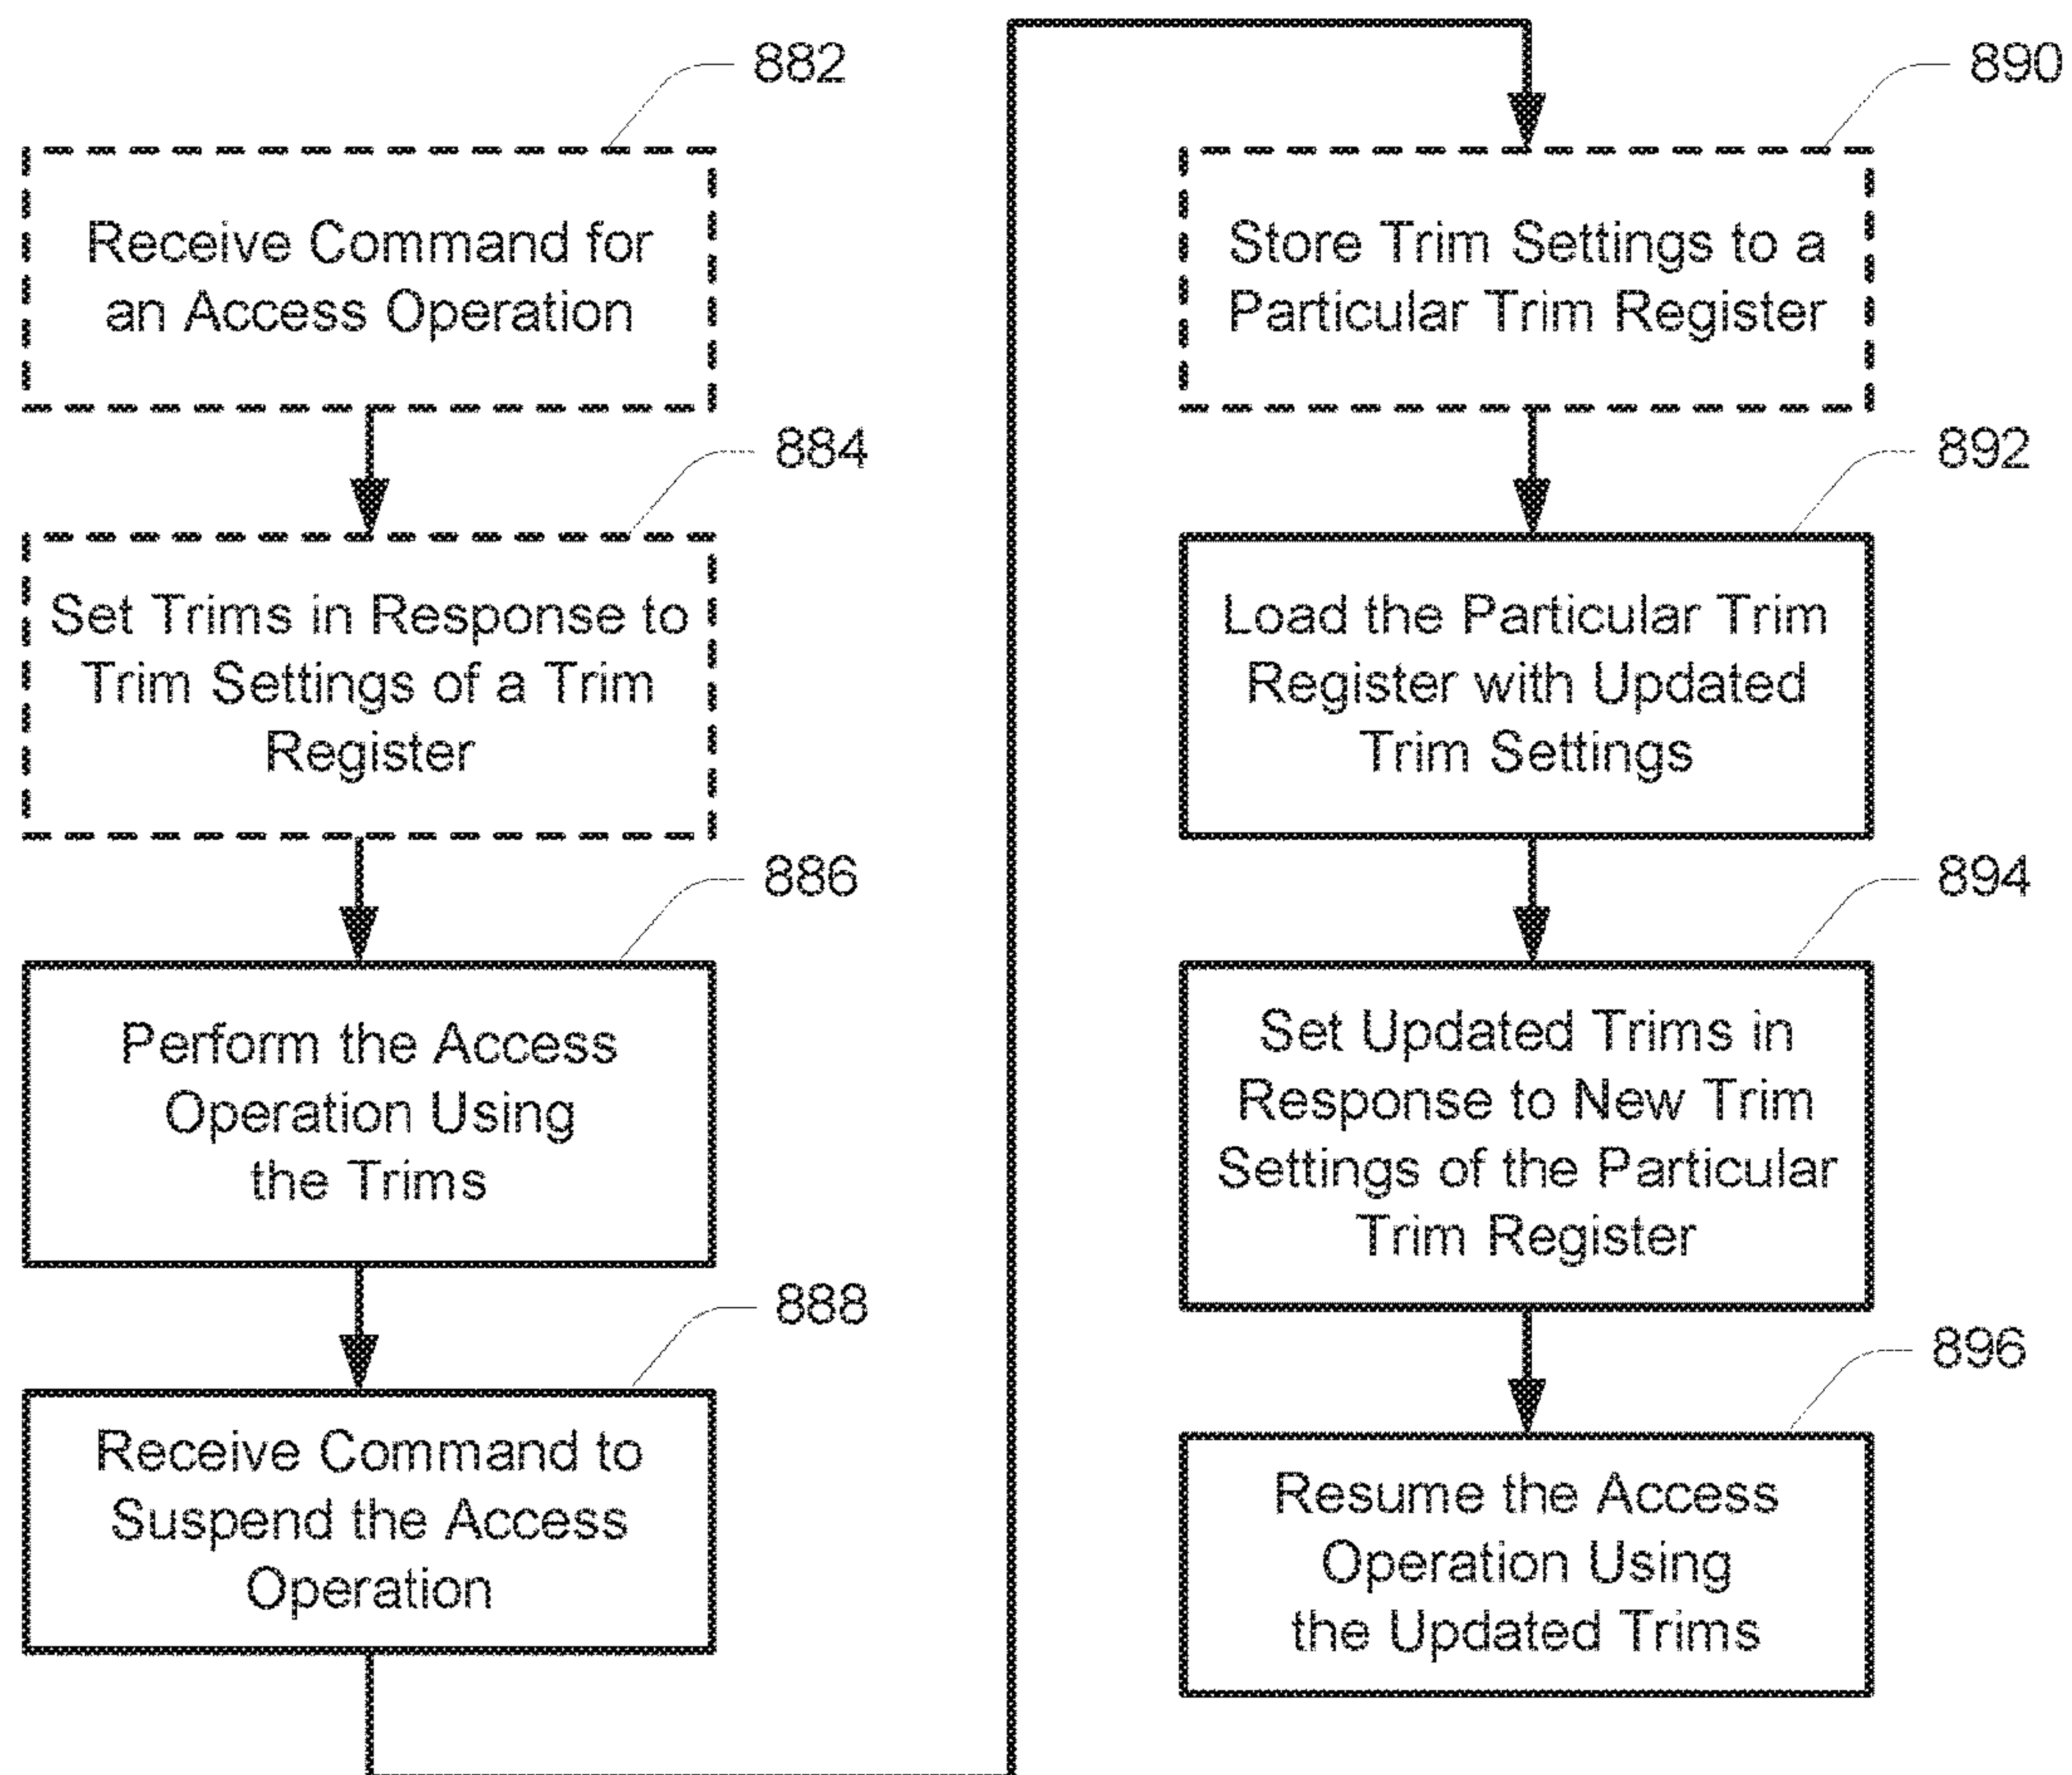 882
Receive Command for
an Access Operation
884
Set Trims in Response to
Trim Settings of a Trim
Register
886
Perform the Access
Operation Using
the Trims
888
Receive Command to
Suspend the Access
Operation
890
Store Trim Settings to a
Particular Trim Register
892
Load the Particular Trim
Register with Updated
Trim Settings
894
Set Updated Trims in
Response to New Trim
Settings of the Particular
Trim Register
896
Resume the Access
Operation Using
the Updated Trims